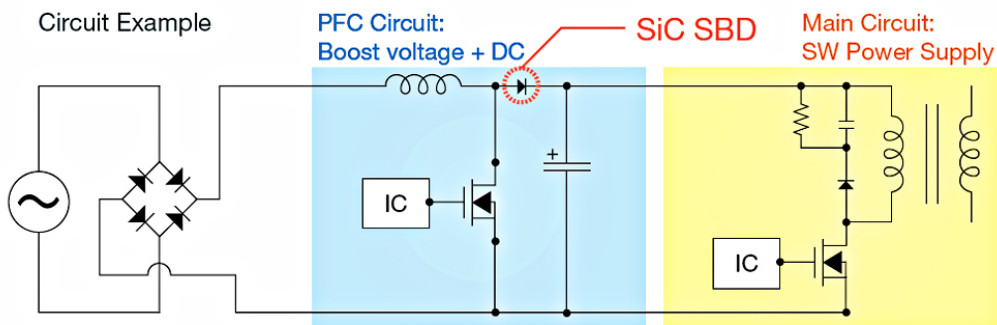 Circuit Example
PFC Circuit:
Boost voltage + DC
SiC SBD
Main Circuit:
SW Power Supply
+
IC
IC